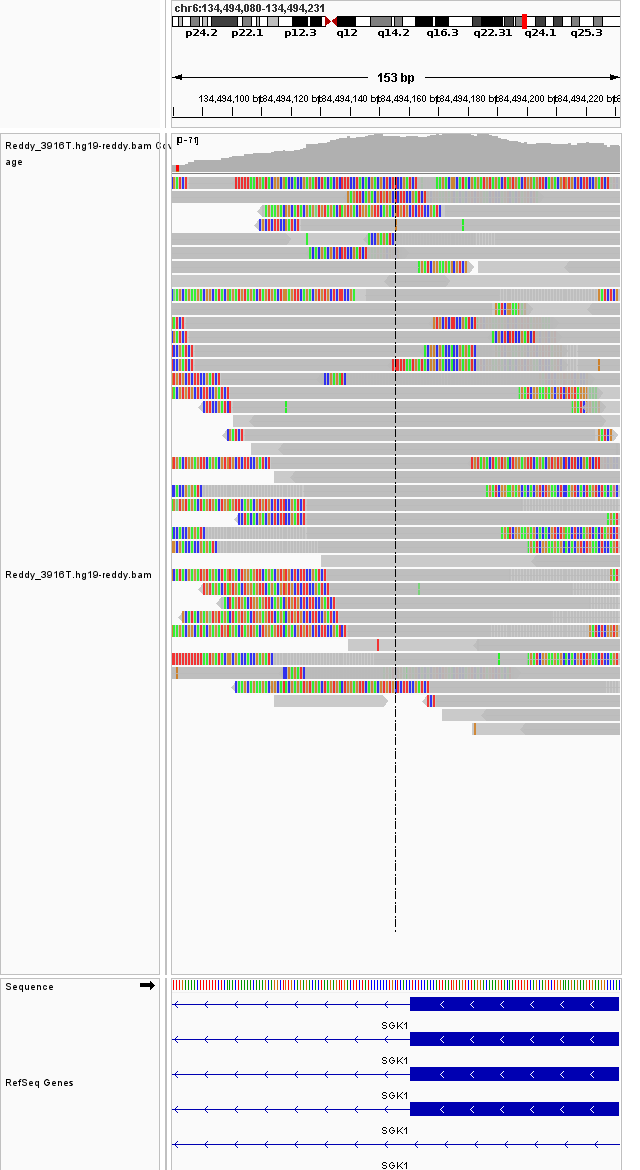 chr6:134,494,080-134,494,231
p24.2 p22.1 p12.3 q12 q14.2 q16.3 q22.31 q24.1 q25.3
153 bp
134,494,100 bp 134,494,120 bp 134,494,140 bp 134,494,160 bp 134,494,180 bp 134,494,200 bp 134,494,220 bp
Reddy_3916T.hg19-reddy.bam Cov
age
[0-71]
Reddy_3916T.hg19-reddy.bam
Sequence
SGK1
SGK1
RefSeq Genes
SGK1
SGK1
SGK1